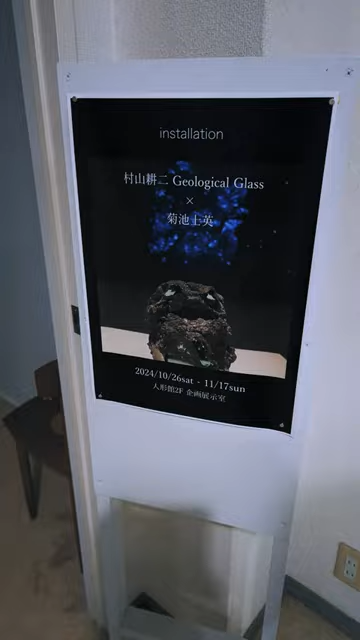 installation
村山耕二 Geological Glass
×
菊池士英
2024/10/26sat - 11/17sun
人形館2F 企画展示室